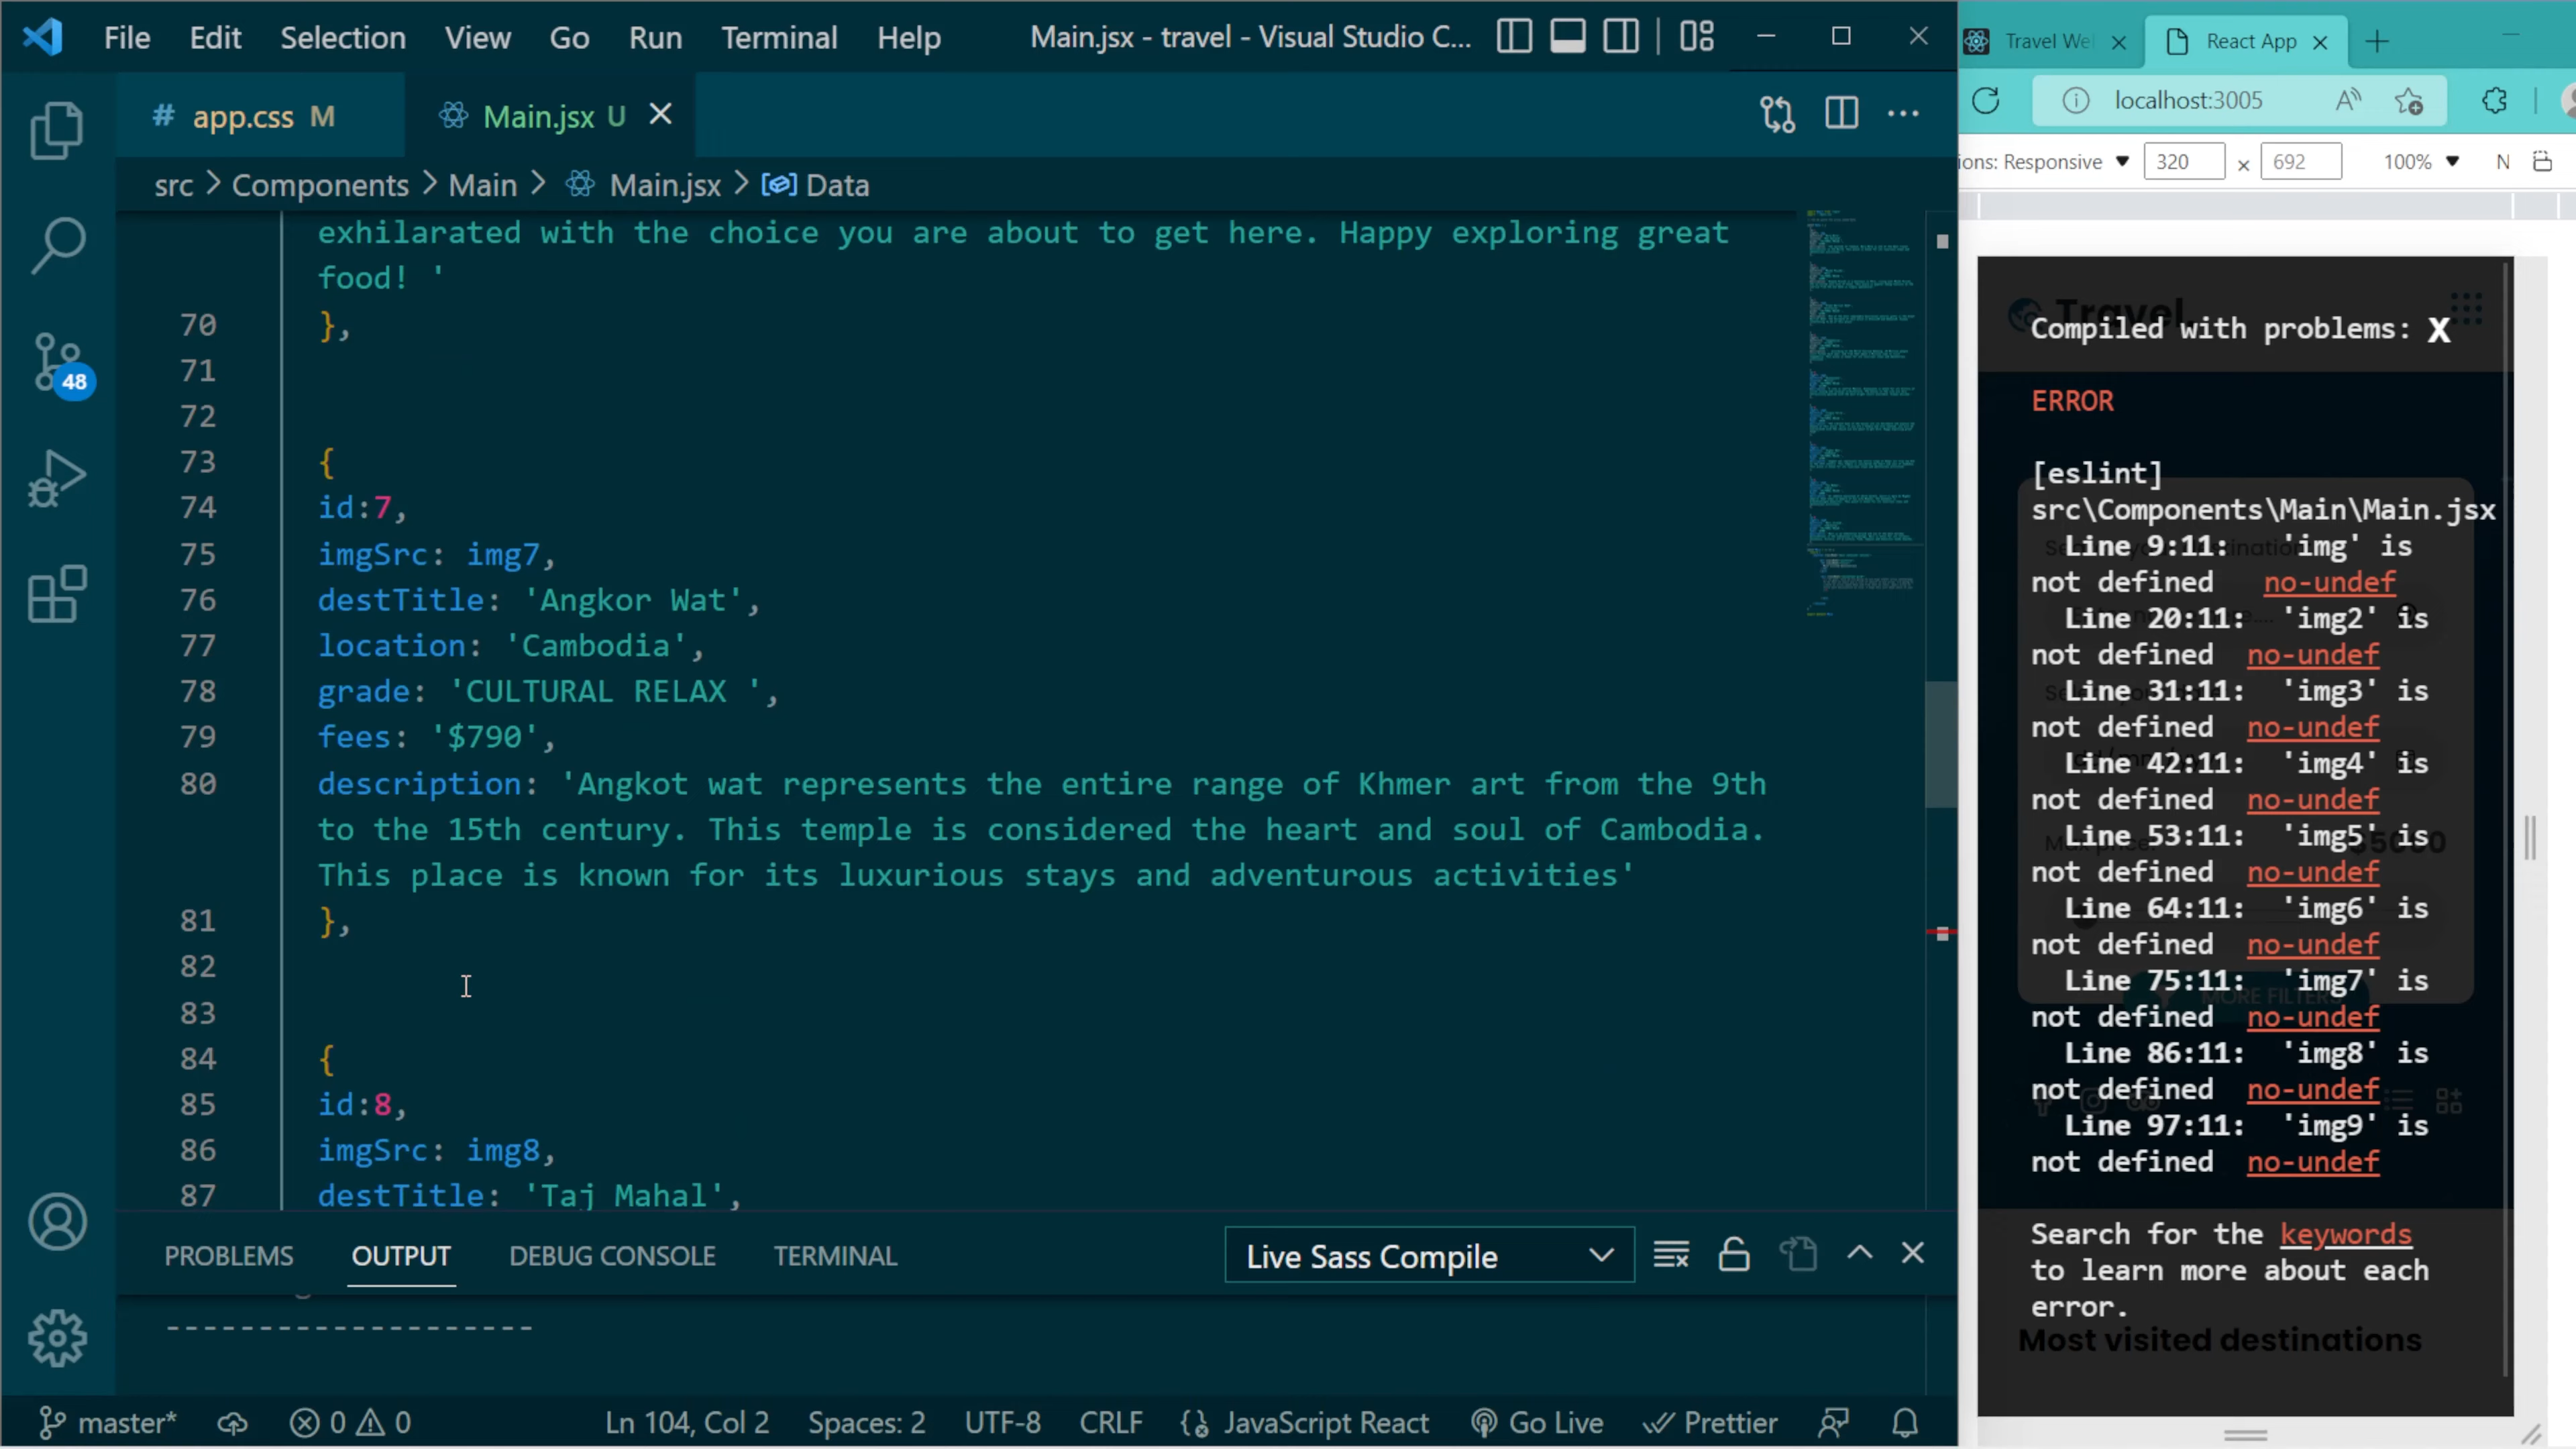 File Edit Selection View Go Run Terminal Help Main.jsx - travel - Visual Studio C...
# app.css M Main.jsx U
src > Components > Main > Main.jsx > Data
exhilarated with the choice you are about to get here. Happy exploring great
food! '
70 },
71
72
73 {
74 id:7,
75 imgSrc: img7,
76 destTitle: 'Angkor Wat',
77 location: 'Cambodia',
78 grade: 'CULTURAL RELAX ',
79 fees: '$790',
80 description: 'Angkot wat represents the entire range of Khmer art from the 9th
to the 15th century. This temple is considered the heart and soul of Cambodia.
This place is known for its luxurious stays and adventurous activities'
81 },
82
83
84 {
85 id:8,
86 imgSrc: img8,
87 destTitle: 'Taj Mahal',
48
PROBLEMS OUTPUT DEBUG CONSOLE TERMINAL Live Sass Compile
--------------------
master* 0 0 Ln 104, Col 2 Spaces: 2 UTF-8 CRLF JavaScript React Go Live Prettier
Travel We React App
localhost:3005
ions: Responsive 320 × 692 100% N
Travel.
Compiled with problems: X
ERROR
[eslint]
src\Components\Main\Main.jsx
Line 9:11: 'img' is
not defined no-undef
Line 20:11: 'img2' is
not defined no-undef
Line 31:11: 'img3' is
not defined no-undef
Line 42:11: 'img4' is
not defined no-undef
Line 53:11: 'img5' is
not defined no-undef
Line 64:11: 'img6' is
not defined no-undef
Line 75:11: 'img7' is
not defined no-undef
MORE FILTERS
Line 86:11: 'img8' is
not defined no-undef
Line 97:11: 'img9' is
not defined no-undef
Search for the keywords
to learn more about each
error.
Most visited destinations